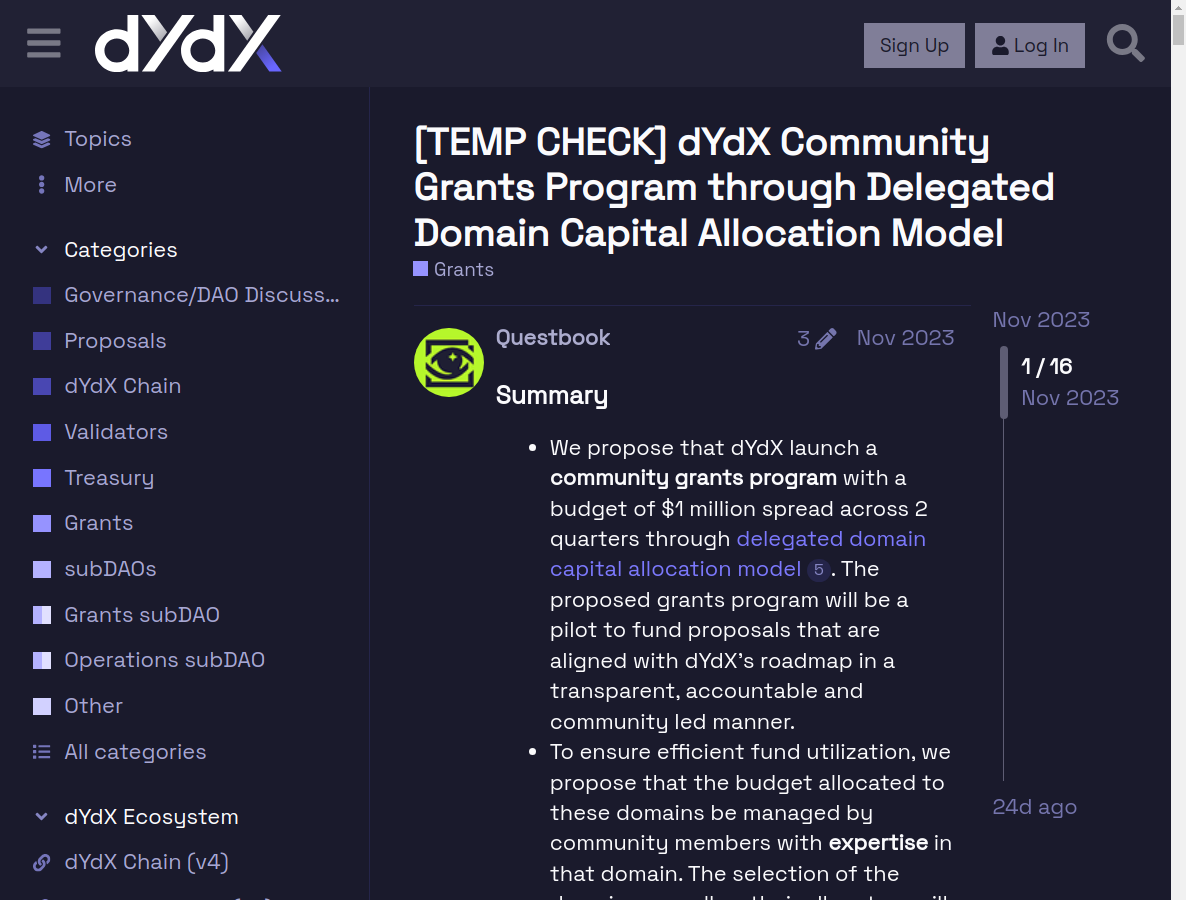 dYdX
Sign Up
Log In
Topics
More
Categories
Governance/DAO Discuss...
Proposals
dYdX Chain
Validators
Treasury
Grants
subDAOs
Grants subDAO
Operations subDAO
Other
All categories
dYdX Ecosystem
dYdX Chain (v4)
[TEMP CHECK] dYdX Community
Grants Program through Delegated
Domain Capital Allocation Model
Grants
Questbook
3
Nov 2023
Summary
We propose that dYdX launch a
community grants program with a
budget of $1 million spread across 2
quarters through delegated domain
capital allocation model 5. The
proposed grants program will be a
pilot to fund proposals that are
aligned with dYdX's roadmap in a
transparent, accountable and
community led manner.
To ensure efficient fund utilization, we
propose that the budget allocated to
these domains be managed by
community members with expertise in
that domain. The selection of the
Nov 2023
1 / 16
Nov 2023
24d ago